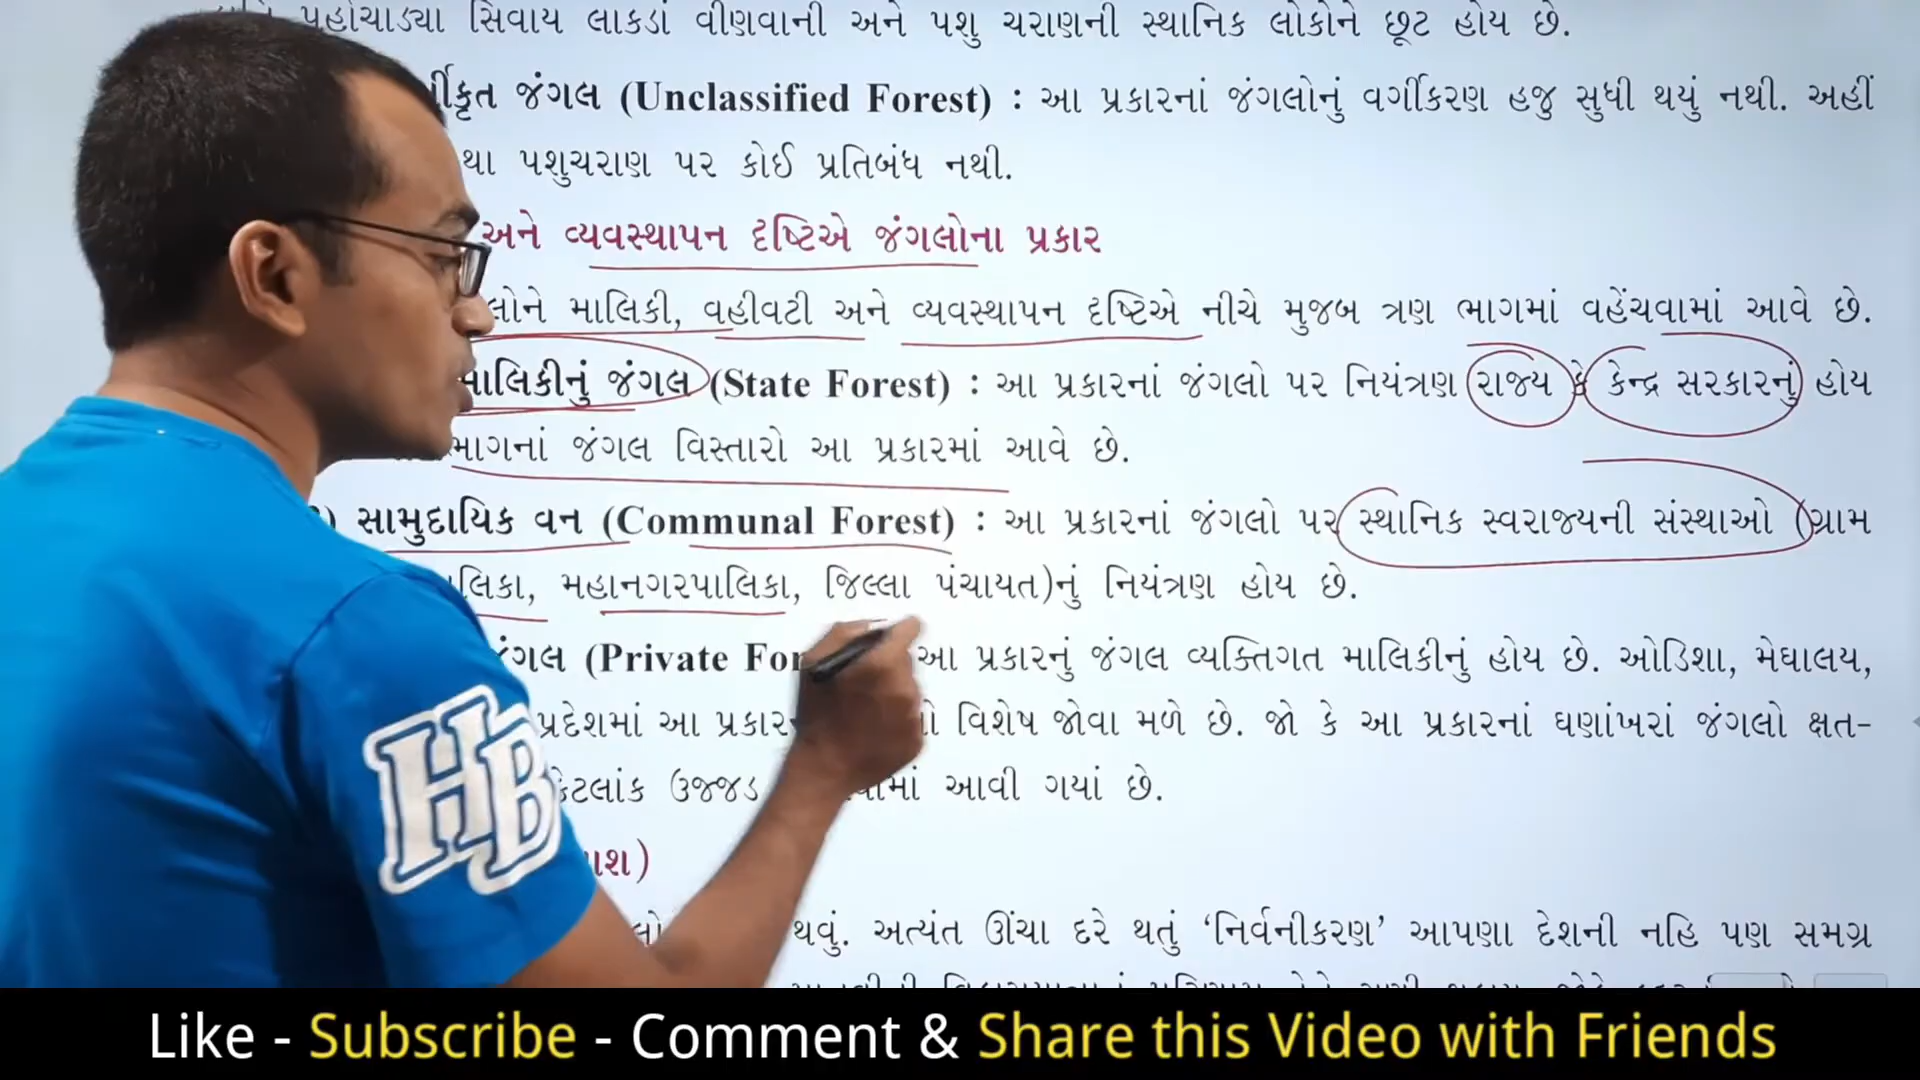 પહોંચાડ્યા સિવાય લાકડાં વીણવાની અને પશુ ચરાણની સ્થાનિક લોકોને છૂટ હોય છે.
જંગલ (Unclassified Forest) : આ પ્રકારનાં જંગલોનું વર્ગીકરણ હજુ સુધી થયું નથી. અહીં
પશુચરાણ પર કોઈ પ્રતિબંધ નથી.
અને વ્યવસ્થાપન દૃષ્ટિએ જંગલોના પ્રકાર
માલિકી, વહીવટી અને વ્યવસ્થાપન દૃષ્ટિએ નીચે મુજબ ત્રણ ભાગમાં વહેંચવામાં આવે છે.
માલિકીનું જંગલ (State Forest) : આ પ્રકારનાં જંગલો પર નિયંત્રણ રાજ્ય કે કેન્દ્ર સરકારનું હોય
જંગલ વિસ્તારો આ પ્રકારમાં આવે છે.
સામુદાયિક વન (Communal Forest) : આ પ્રકારનાં જંગલો પર સ્થાનિક સ્વરાજ્યની સંસ્થાઓ (ગ્રામ
મહાનગરપાલિકા, જિલ્લા પંચાયત)નું નિયંત્રણ હોય છે.
(Private આ પ્રકારનું જંગલ વ્યક્તિગત માલિકીનું હોય છે. ઓડિશા, મેઘાલય,
પ્રદેશમાં આ વિશેષ જોવા મળે છે. જો કે આ પ્રકારનાં ઘણાંખરાં જંગલો ક્ષત-
કેટલાંક ઉજ્જડ આવી ગયાં છે.
થવું. અત્યંત ઊંચા દરે થતું ‘નિર્વનીકરણ’ આપણા દેશની નહિ પણ સમગ્ર
HB
Like - Subscribe - Comment & Share this Video with Friends